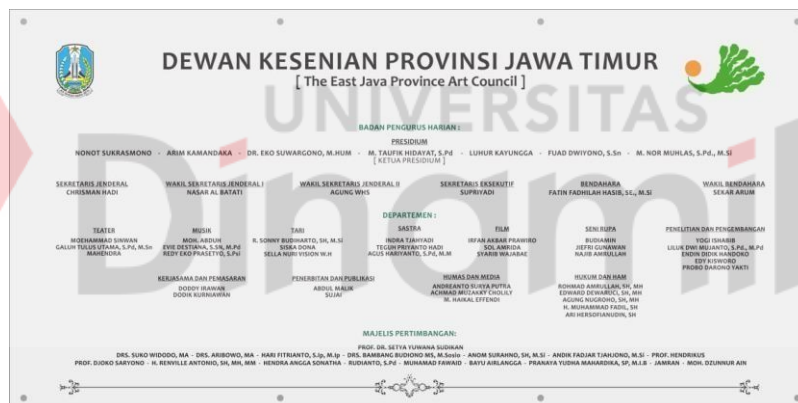 DEWAN KESENIAN PROVINSI JAWA TIMUR
[ The East Java Province Art Council ]
UNIVERSITAS
Dinamika
BADAN PENGURUS HARIAN :
PRESIDIUM
NONOT SUKRASMONO - ARIM KAMANDAKA - DR. EKO SUWARGONO, M.HUM - M. TAUFIK HIDAYAT, S.Pd - LUHUR KAYUNGGA - FUAD DWIYONO, S.Sn - M. NOR MUHLAS, S.Pd., M.Si
[ KETUA PRESIDIUM ]
SEKRETARIS JENDERAL
CHRISMAN HADI
WAKIL SEKRETARIS JENDERAL I
NASAR AL BATATI
WAKIL SEKRETARIS JENDERAL II
AGUNG WHS
SEKRETARIS EKSEKUTIF
SUPRIYADI
BENDAHARA
FATIN FADHILAH HASIB, SE., M.Si
WAKIL BENDAHARA
SEKAR ARUM
DEPARTEMEN :
TEATER
MOEHAMMAD SINWAN
GALUH TULUS UTAMA, S.Pd, M.Sn
MAHENDRA
MUSIK
MOH. ABDUH
EVIE DESTIANA, S.SN, M.Pd
REDY EKO PRASETYO, S.Psi
TARI
R. SONNY BUDIHARTO, SH, M.Si
SISKA DONA
SELLA NURI VISION W.H
SASTRA
INDRA TJAHYADI
TEGUH PRIYANTO HADI
AGUS HARIYANTO, S.Pd, M.M
FILM
IRFAN AKBAR PRAWIRO
SOL AMRIDA
SYARIB WAJABAE
SENI RUPA
BUDIAMIN
JIEFRI GUNAWAN
NAJIB AMRULLAH
PENELITIAN DAN PENGEMBANGAN
YOGI ISHABIB
LILUK DWI MUJANTO, S.Pd., M.Pd
ENDIN DIDIK HANDOKO
EDY KISWORO
PROBO DARONO YAKTI
KERJASAMA DAN PEMASARAN
DODDY IRAWAN
DODIK KURNIAWAN
PENERBITAN DAN PUBLIKASI
ABDUL MALIK
SUJAI
HUMAS DAN MEDIA
ANDREANTO SURYA PUTRA
ACHMAD MUZAKKY CHOLILY
M. HAIKAL EFFENDI
HUKUM DAN HAM
ROHMAD AMRULLAH, SH, MH
EDWARD DEWARUCI, SH, MH
AGUNG NUGROHO, SH, MH
H. MUHAMMAD FADIL, SH
ARI HERSOFIANUDIN, SH
MAJELIS PERTIMBANGAN:
PROF. DR. SETYA YUWANA SUDIKAN
DRS. SUKO WIDODO, MA - DRS. ARIBOWO, MA - HARI FITRIANTO, S.Ip, M.Ip - DRS. BAMBANG BUDIONO MS, M.Sosio - ANOM SURAHNO, SH, M.Si - ANDIK FADJAR TJAHJONO, M.Si - PROF. HENDRIKUS
PROF. DJOKO SARYONO - H. RENVILLE ANTONIO, SH, MH, MM - HENDRA ANGGA SONATHA - RUDIANTO, S.Pd - MUHAMAD FAWAID - BAYU AIRLANGGA - PRANAYA YUDHA MAHARDIKA, SP, M.I.B - JAMRAN - MOH. DZUNNUR AIN